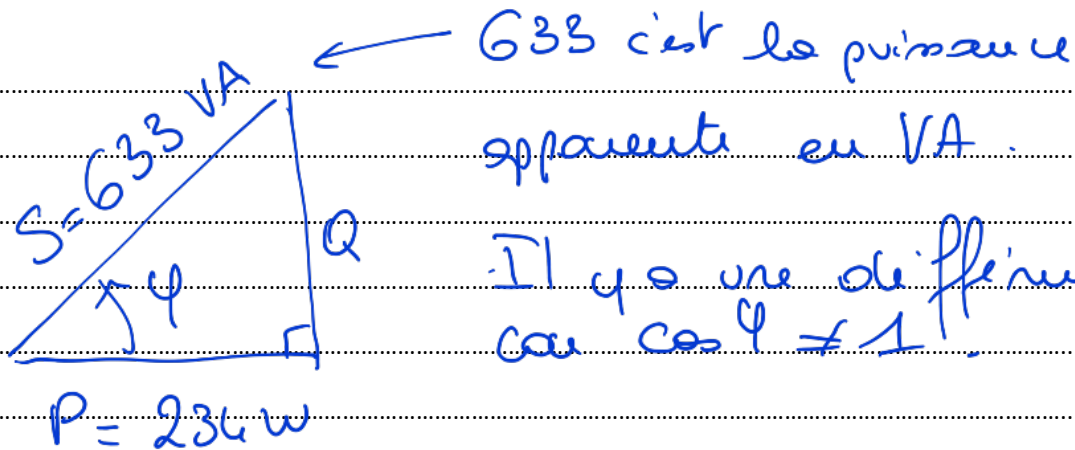 633 c'est la puissance
apparente en VA.
S=633 VA
Q
φ
Il y a une différence
car cos φ ≠ 1.
P = 234 W